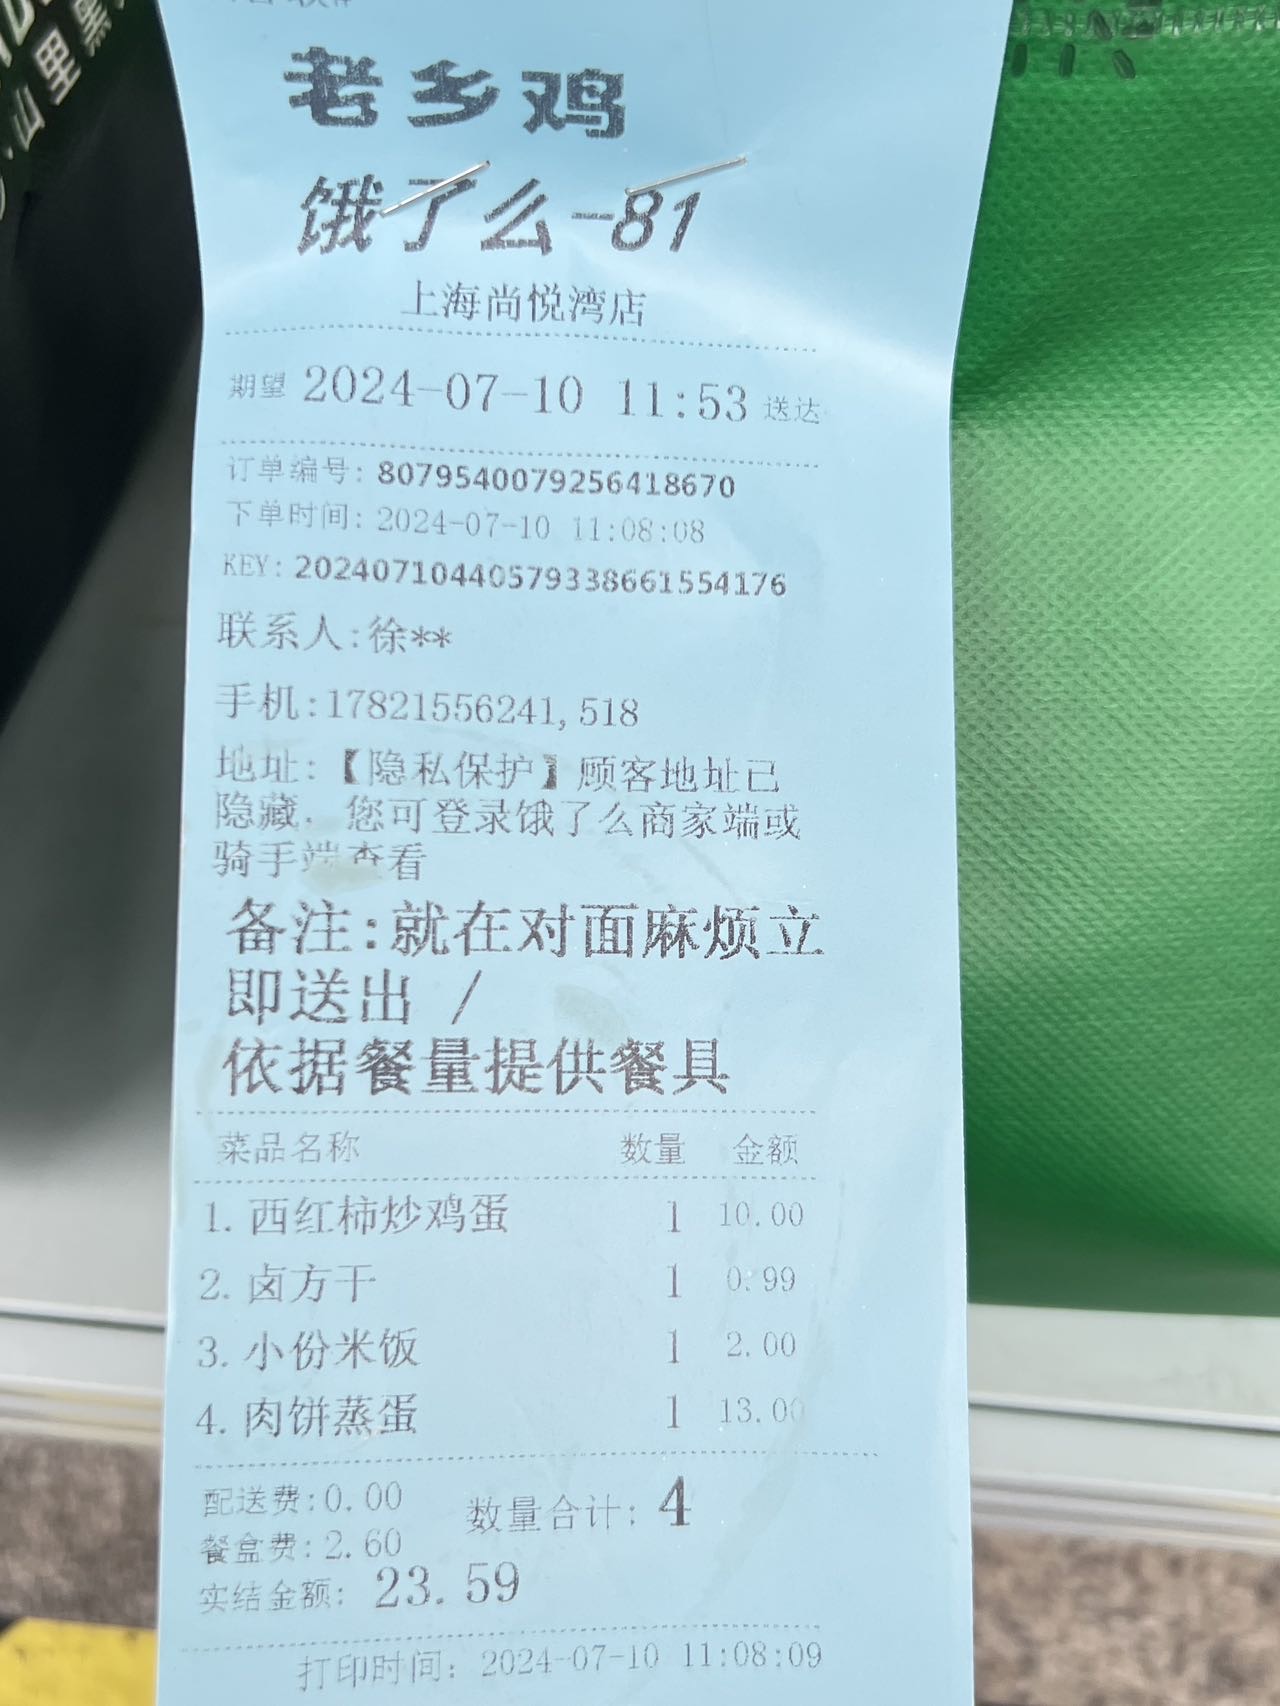 老乡鸡
饿了么-81
上海尚悦湾店
期望 2024-07-10 11:53 送达
订单编号: 8079540079256418670
下单时间: 2024-07-10 11:08:08
KEY: 202407104405793338661554176
联系人:徐**
手机:17821556241,518
地址:【隐私保护】顾客地址已
隐藏，您可登录饿了么商家端或
骑手端查看
备注:就在对面麻烦立
即送出 /
依据餐量提供餐具
菜品名称 数量 金额
1. 西红柿炒鸡蛋 1 10.00
2. 卤方干 1 0.99
3. 小份米饭 1 2.00
4. 肉饼蒸蛋 1 13.00
配送费:0.00 数量合计: 4
餐盒费: 2.60
实结金额: 23.59
打印时间: 2024-07-10 11:08:09
山里黑